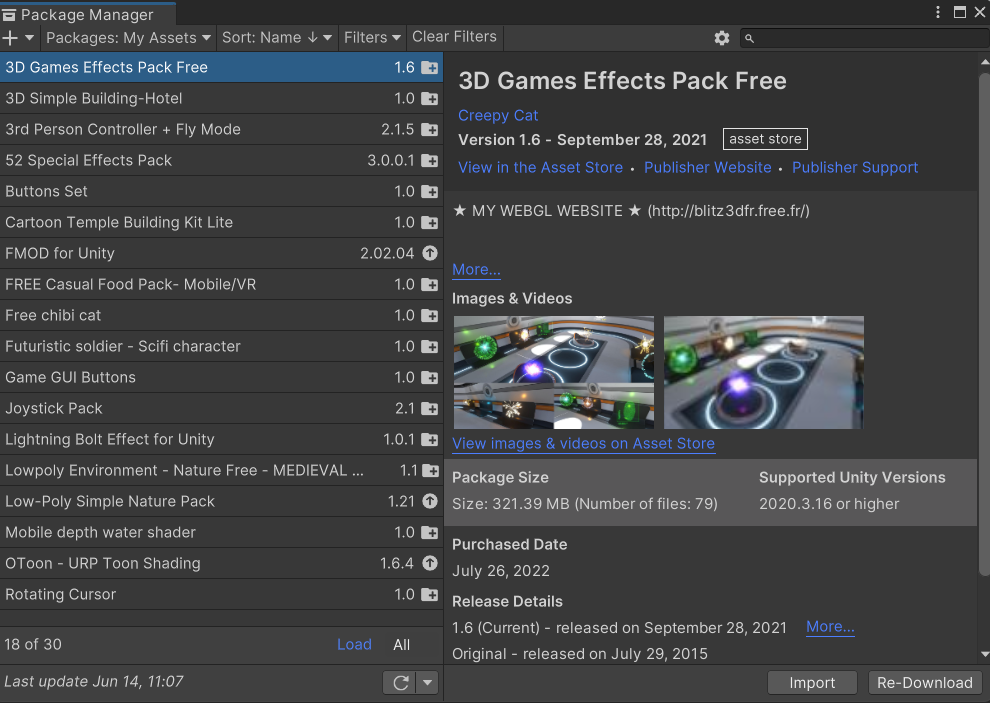 Package Manager
Packages: My Assets Sort: Name ↓ Filters Clear Filters
3D Games Effects Pack Free 1.6
3D Simple Building-Hotel 1.0
3rd Person Controller + Fly Mode 2.1.5
52 Special Effects Pack 3.0.0.1
Buttons Set 1.0
Cartoon Temple Building Kit Lite 1.0
FMOD for Unity 2.02.04
FREE Casual Food Pack- Mobile/VR 1.0
Free chibi cat 1.0
Futuristic soldier - Scifi character 1.0
Game GUI Buttons 1.0
Joystick Pack 2.1
Lightning Bolt Effect for Unity 1.0.1
Lowpoly Environment - Nature Free - MEDIEVAL ... 1.1
Low-Poly Simple Nature Pack 1.21
Mobile depth water shader 1.0
OToon - URP Toon Shading 1.6.4
Rotating Cursor 1.0
18 of 30 Load All
Last update Jun 14, 11:07
3D Games Effects Pack Free
Creepy Cat
Version 1.6 - September 28, 2021 asset store
View in the Asset Store • Publisher Website • Publisher Support
★ MY WEBGL WEBSITE ★ (http://blitz3dfr.free.fr/)
More...
Images & Videos
View images & videos on Asset Store
Package Size Supported Unity Versions
Size: 321.39 MB (Number of files: 79) 2020.3.16 or higher
Purchased Date
July 26, 2022
Release Details
1.6 (Current) - released on September 28, 2021 More...
Original - released on July 29, 2015
Import Re-Download